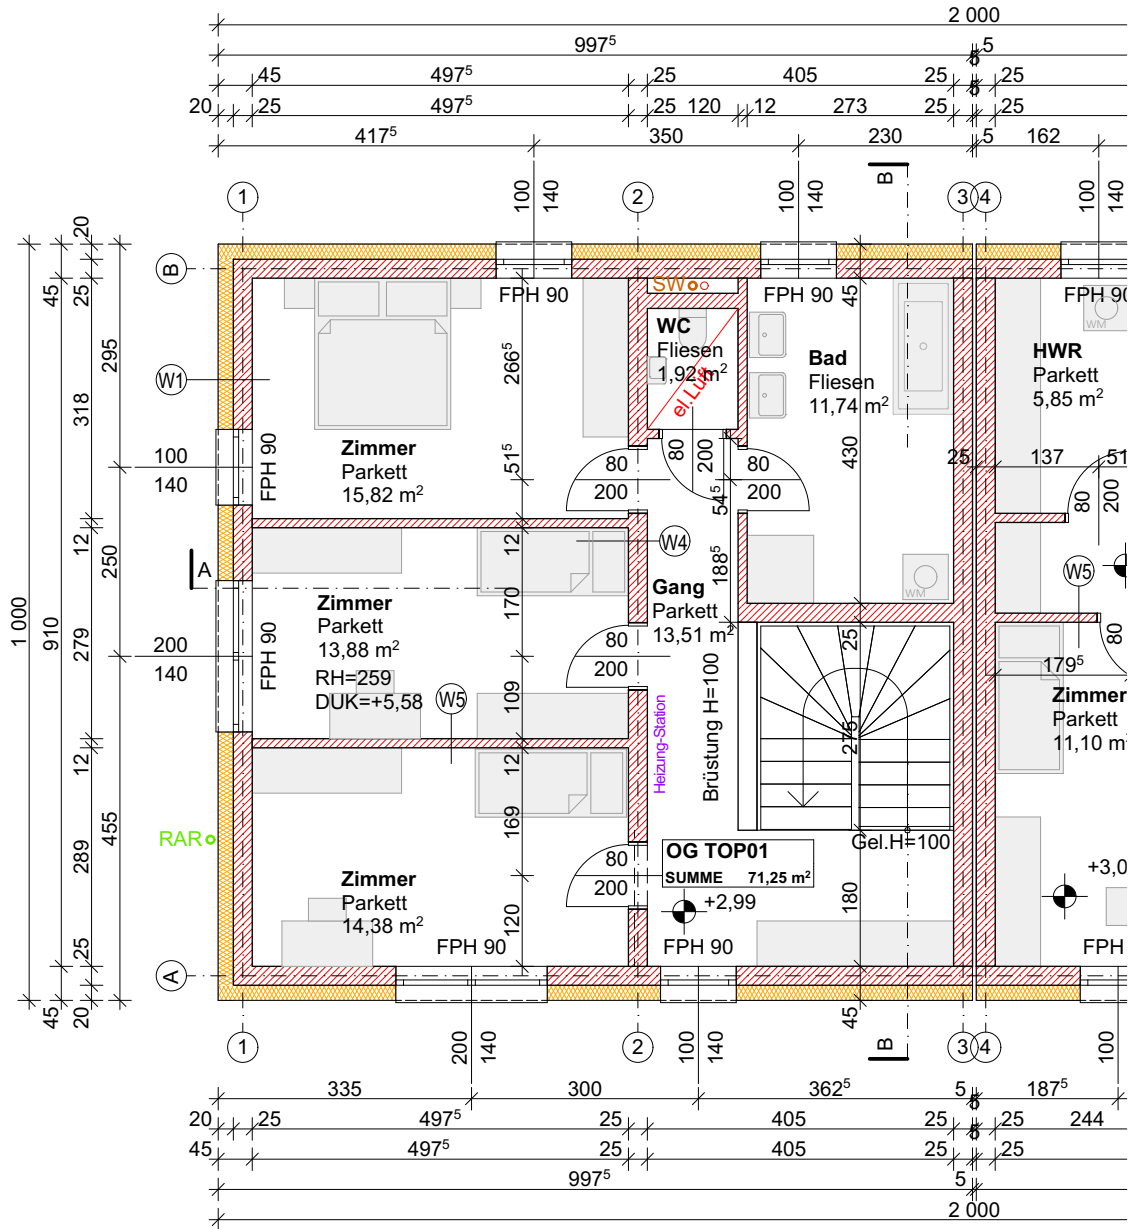 2 000
997⁵ 5 5
45 497⁵ 25 405 25 5 25
20 25 497⁵ 25 120 12 273 25 25
417⁵ 350 230 5 162
100 140 100 140 B 100 140
1 2 3 4
20
B
45 25
SW
FPH 90 FPH 90 FPH 90
45
WM
WC
Fliesen
1,92 m²
el.Luft
Bad
Fliesen
11,74 m²
HWR
Parkett
5,85 m²
295
266⁵
W1
318
Zimmer
Parkett
15,82 m²
100
140
FPH 90
51⁵
80
200
80
200
80
200
430
54⁵
25 137 51
80
200
12
250
12
W4
188⁵
A
170
Gang
Parkett
13,51 m²
WM
W5
Zimmer
Parkett
13,88 m²
RH=259
DUK=+5,58
1 000
910
279
200
140
FPH 90
80
200
25
80
179⁵
W5
109
Heizung-Station
Brüstung H=100
275
Zimmer
Parkett
11,10 m²
12
12
455
169
RAR
289
80
200
OG TOP01
SUMME 71,25 m²
Gel.H=100
+2,99
+3,0
Zimmer
Parkett
14,38 m²
120
180
25
FPH 90 FPH 90 FPH
A
45 20
45
1 2 3 4
200 140 100 140 B 100
335 300 362⁵ 5 187⁵
20 25 497⁵ 25 405 25 5 25 244
45 497⁵ 25 405 25 25
997⁵ 5
2 000